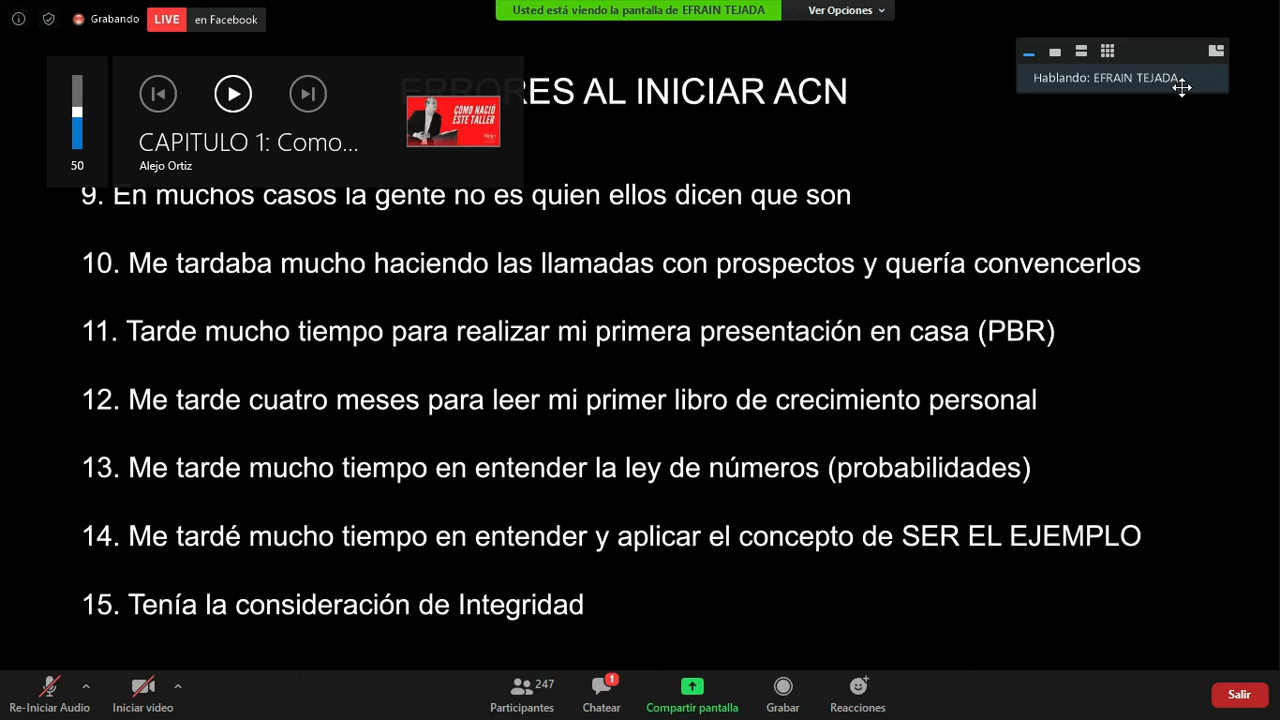 Grabando
LIVE en Facebook
Usted está viendo la pantalla de EFRAIN TEJADA
Ver Opciones
Hablando: EFRAIN TEJADA
ERRORES AL INICIAR ACN
50
CAPITULO 1: Como...
Alejo Ortiz
COMO NACIÓ
ESTE TALLER
9. En muchos casos la gente no es quien ellos dicen que son
10. Me tardaba mucho haciendo las llamadas con prospectos y quería convencerlos
11. Tarde mucho tiempo para realizar mi primera presentación en casa (PBR)
12. Me tarde cuatro meses para leer mi primer libro de crecimiento personal
13. Me tarde mucho tiempo en entender la ley de números (probabilidades)
14. Me tardé mucho tiempo en entender y aplicar el concepto de SER EL EJEMPLO
15. Tenía la consideración de Integridad
Re-Iniciar Audio
Iniciar video
247
Participantes
1
Chatear
Compartir pantalla
Grabar
Reacciones
Salir